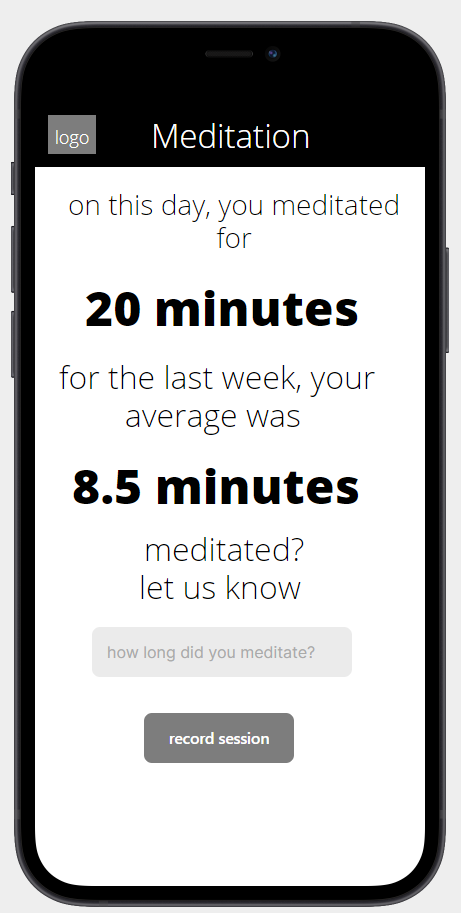 logo
Meditation
on this day, you meditated
for
20 minutes
for the last week, your
average was
8.5 minutes
meditated?
let us know
how long did you meditate?
record session